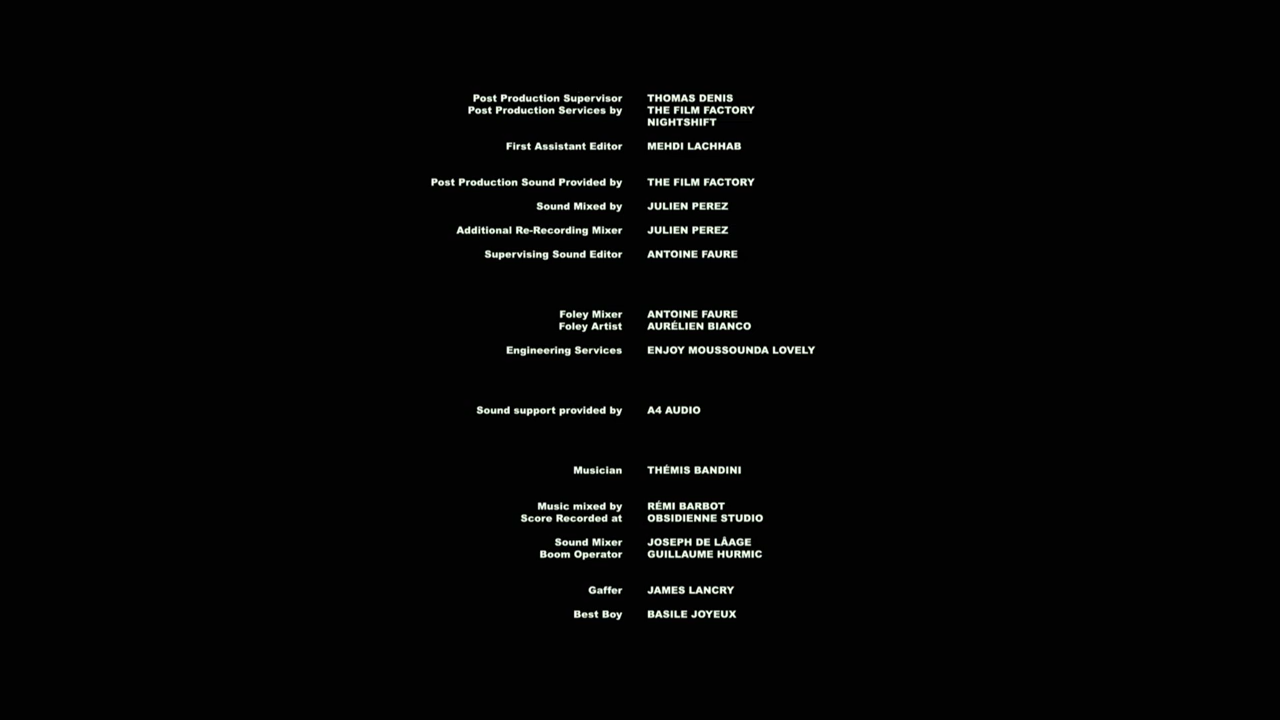 Post Production Supervisor THOMAS DENIS
Post Production Services by THE FILM FACTORY
NIGHTSHIFT
First Assistant Editor MEHDI LACHHAB
Post Production Sound Provided by THE FILM FACTORY
Sound Mixed by JULIEN PEREZ
Additional Re-Recording Mixer JULIEN PEREZ
Supervising Sound Editor ANTOINE FAURE
Foley Mixer ANTOINE FAURE
Foley Artist AURÉLIEN BIANCO
Engineering Services ENJOY MOUSSOUNDA LOVELY
Sound support provided by A4 AUDIO
Musician THÉMIS BANDINI
Music mixed by RÉMI BARBOT
Score Recorded at OBSIDIENNE STUDIO
Sound Mixer JOSEPH DE LÂAGE
Boom Operator GUILLAUME HURMIC
Gaffer JAMES LANCRY
Best Boy BASILE JOYEUX